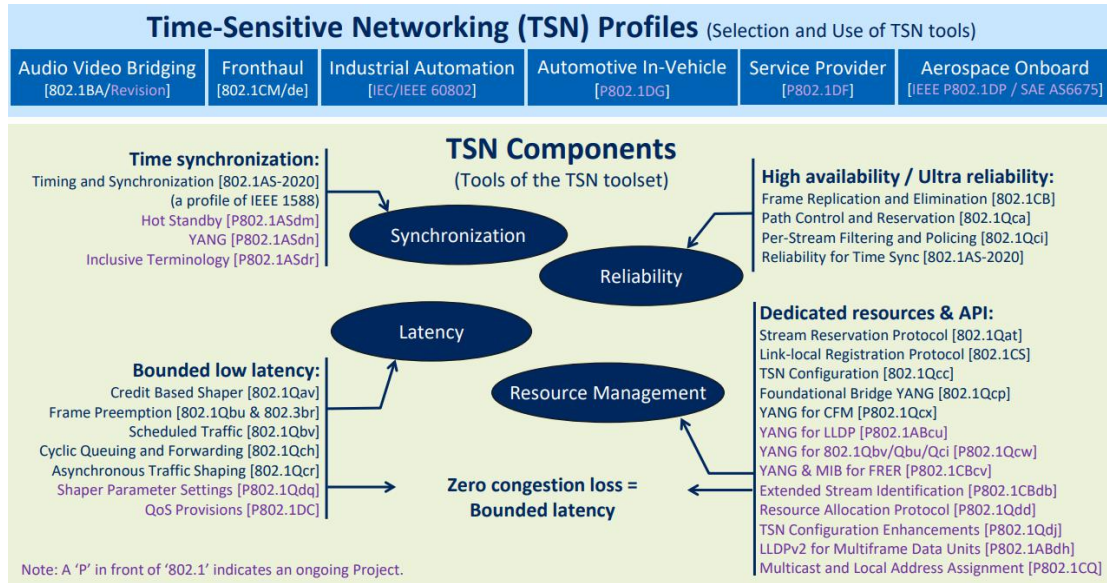 Time-Sensitive Networking (TSN) Profiles (Selection and Use of TSN tools)
Audio Video Bridging
[802.1BA/Revision]
Fronthaul
[802.1CM/de]
Industrial Automation
[IEC/IEEE 60802]
Automotive In-Vehicle
[P802.1DG]
Service Provider
[P802.1DF]
Aerospace Onboard
[IEEE P802.1DP / SAE AS6675]
TSN Components
(Tools of the TSN toolset)
Time synchronization:
Timing and Synchronization [802.1AS-2020]
(a profile of IEEE 1588)
Hot Standby [P802.1ASdm]
YANG [P802.1ASdn]
Inclusive Terminology [P802.1ASdr]
Synchronization
High availability / Ultra reliability:
Frame Replication and Elimination [802.1CB]
Path Control and Reservation [802.1Qca]
Per-Stream Filtering and Policing [802.1Qci]
Reliability for Time Sync [802.1AS-2020]
Reliability
Latency
Bounded low latency:
Credit Based Shaper [802.1Qav]
Frame Preemption [802.1Qbu & 802.3br]
Scheduled Traffic [802.1Qbv]
Cyclic Queuing and Forwarding [802.1Qch]
Asynchronous Traffic Shaping [802.1Qcr]
Shaper Parameter Settings [P802.1Qdq]
QoS Provisions [P802.1DC]
Resource Management
Dedicated resources & API:
Stream Reservation Protocol [802.1Qat]
Link-local Registration Protocol [802.1CS]
TSN Configuration [802.1Qcc]
Foundational Bridge YANG [802.1Qcp]
YANG for CFM [P802.1Qcx]
YANG for LLDP [P802.1ABcu]
YANG for 802.1Qbv/Qbu/Qci [P802.1Qcw]
YANG & MIB for FRER [P802.1CBcv]
Extended Stream Identification [P802.1CBdb]
Resource Allocation Protocol [P802.1Qdd]
TSN Configuration Enhancements [P802.1Qdj]
LLDPv2 for Multiframe Data Units [P802.1ABdh]
Multicast and Local Address Assignment [P802.1CQ]
Zero congestion loss =
Bounded latency
Note: A ‘P’ in front of ‘802.1’ indicates an ongoing Project.